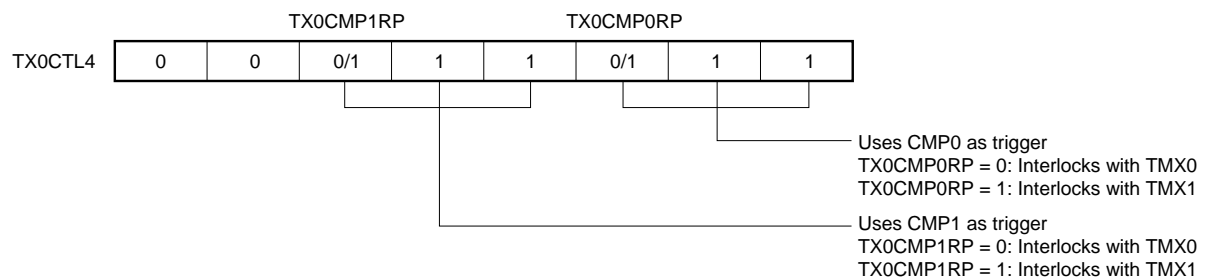 TX0CMP1RP TX0CMP0RP
TX0CTL4 0 0 0/1 1 1 0/1 1 1
Uses CMP0 as trigger
TX0CMP0RP = 0: Interlocks with TMX0
TX0CMP0RP = 1: Interlocks with TMX1
Uses CMP1 as trigger
TX0CMP1RP = 0: Interlocks with TMX0
TX0CMP1RP = 1: Interlocks with TMX1